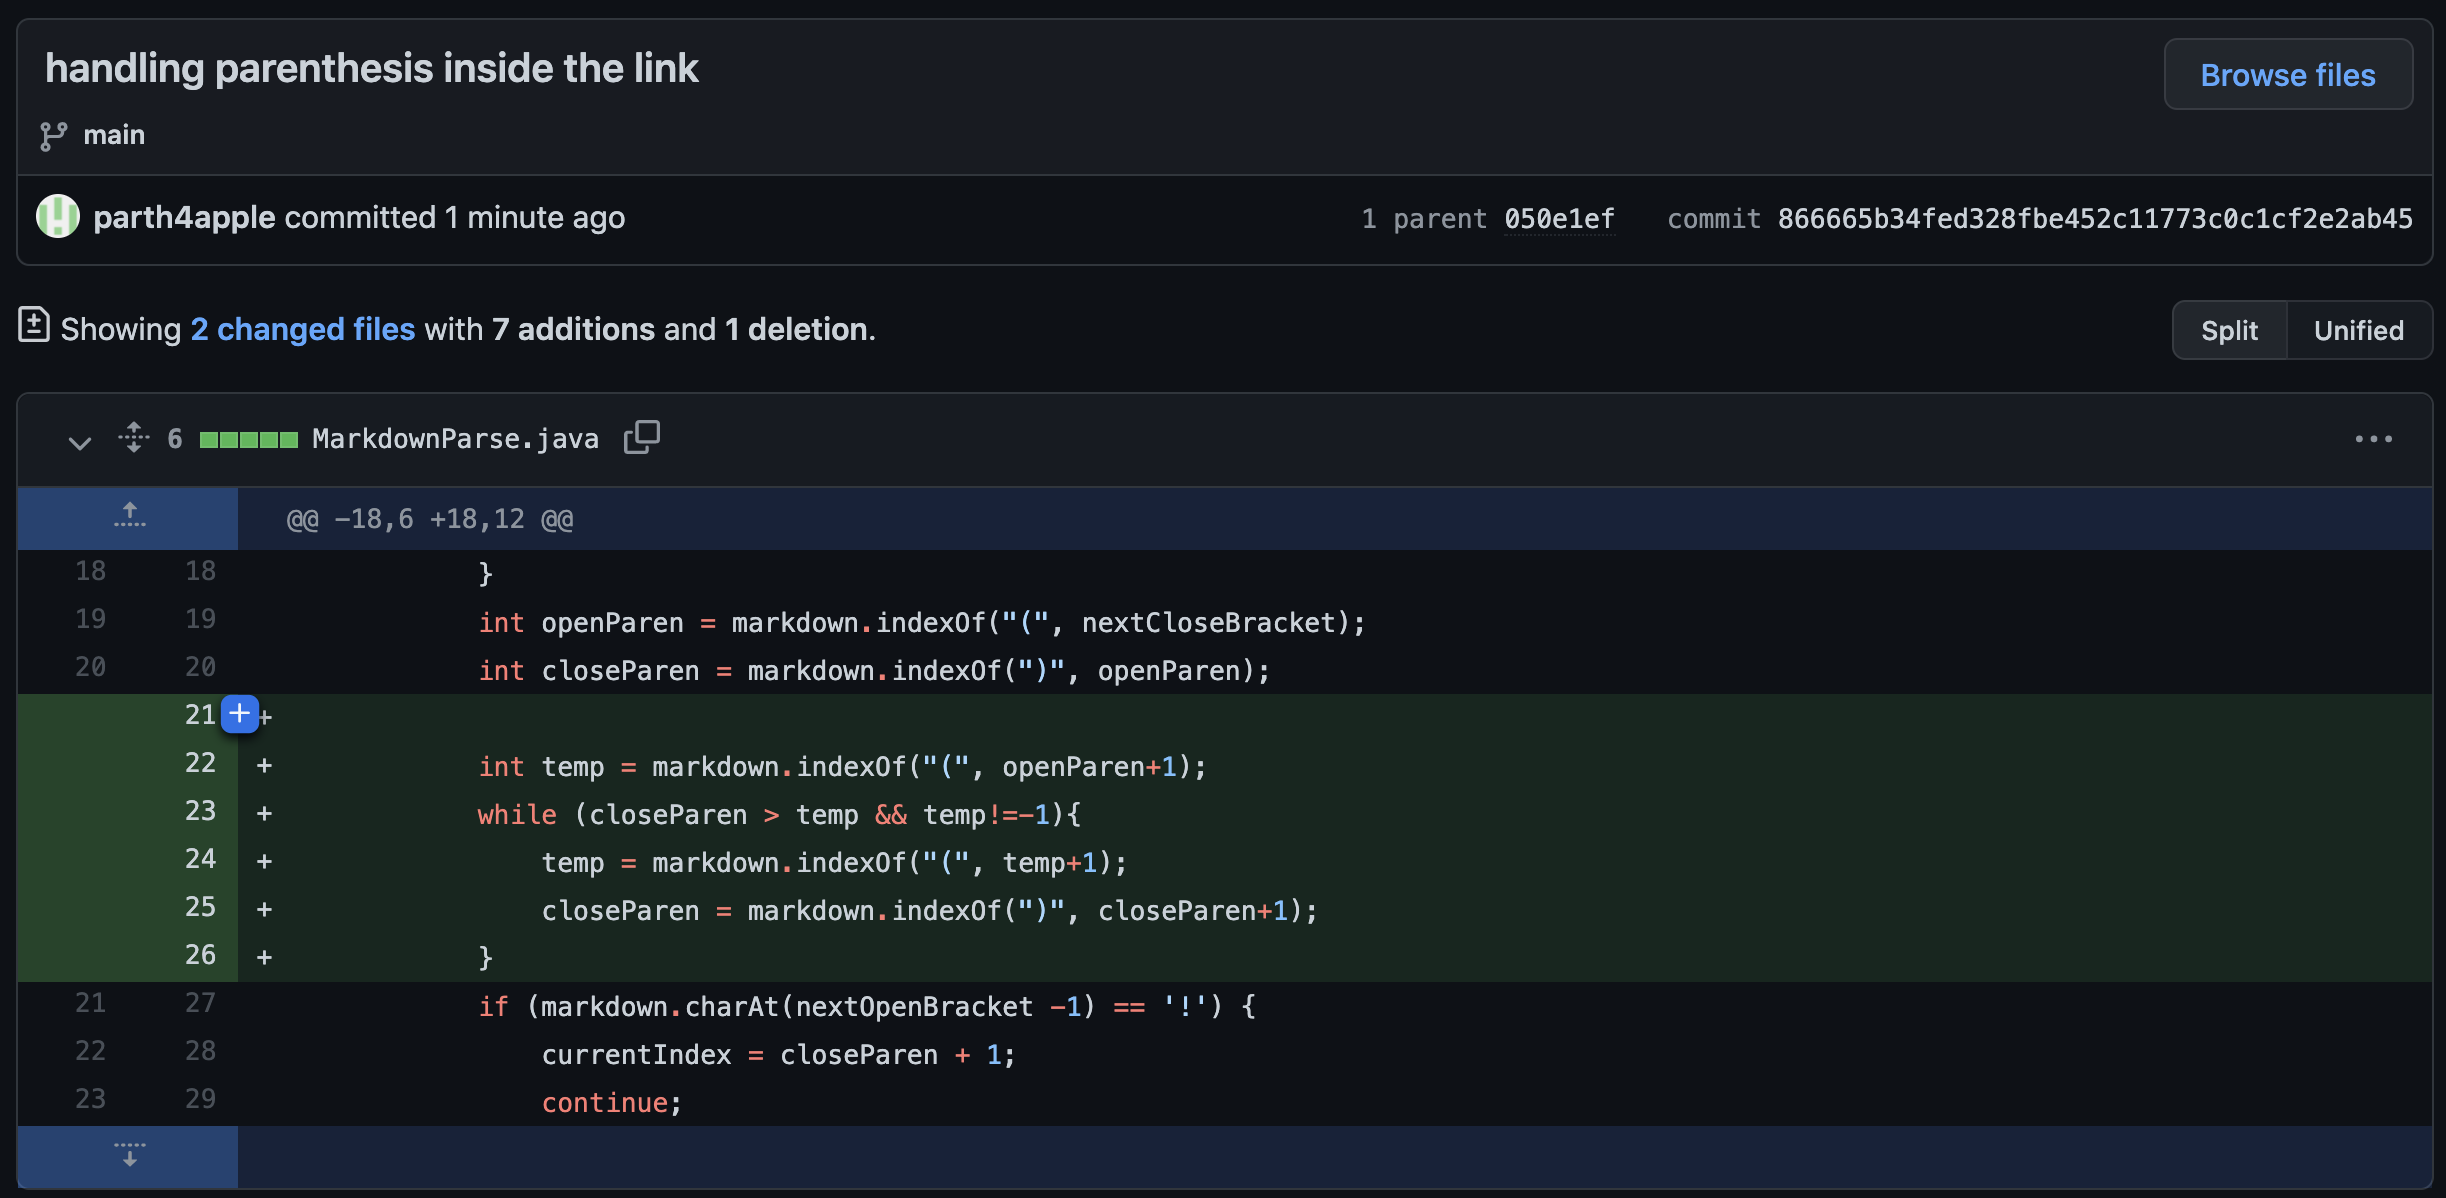 handling parenthesis inside the link
Browse files
main
parth4apple committed 1 minute ago
1 parent 050e1ef commit 866665b34fed328fbe452c11773c0c1cf2e2ab45
Showing 2 changed files with 7 additions and 1 deletion.
Split Unified
6 MarkdownParse.java
@@ -18,6 +18,12 @@
18 18 }
19 19 int openParen = markdown.indexOf("(", nextCloseBracket);
20 20 int closeParen = markdown.indexOf(")", openParen);
21 +
22 + int temp = markdown.indexOf("(", openParen+1);
23 + while (closeParen > temp && temp!=-1){
24 + temp = markdown.indexOf("(", temp+1);
25 + closeParen = markdown.indexOf(")", closeParen+1);
26 + }
21 27 if (markdown.charAt(nextOpenBracket -1) == '!') {
22 28 currentIndex = closeParen + 1;
23 29 continue;